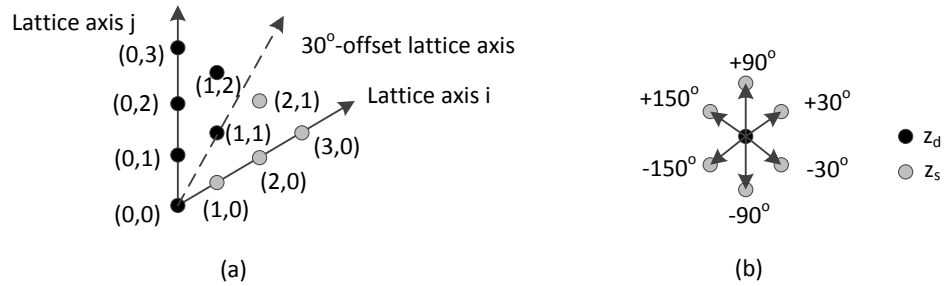 Lattice axis j
30°-offset lattice axis
Lattice axis i
(0,3)
(0,2)
(0,1)
(0,0)
(1,2)
(2,1)
(1,1)
(3,0)
(2,0)
(1,0)
(a)
+90°
+150°
+30°
-150°
-30°
-90°
z_d
z_s
(b)